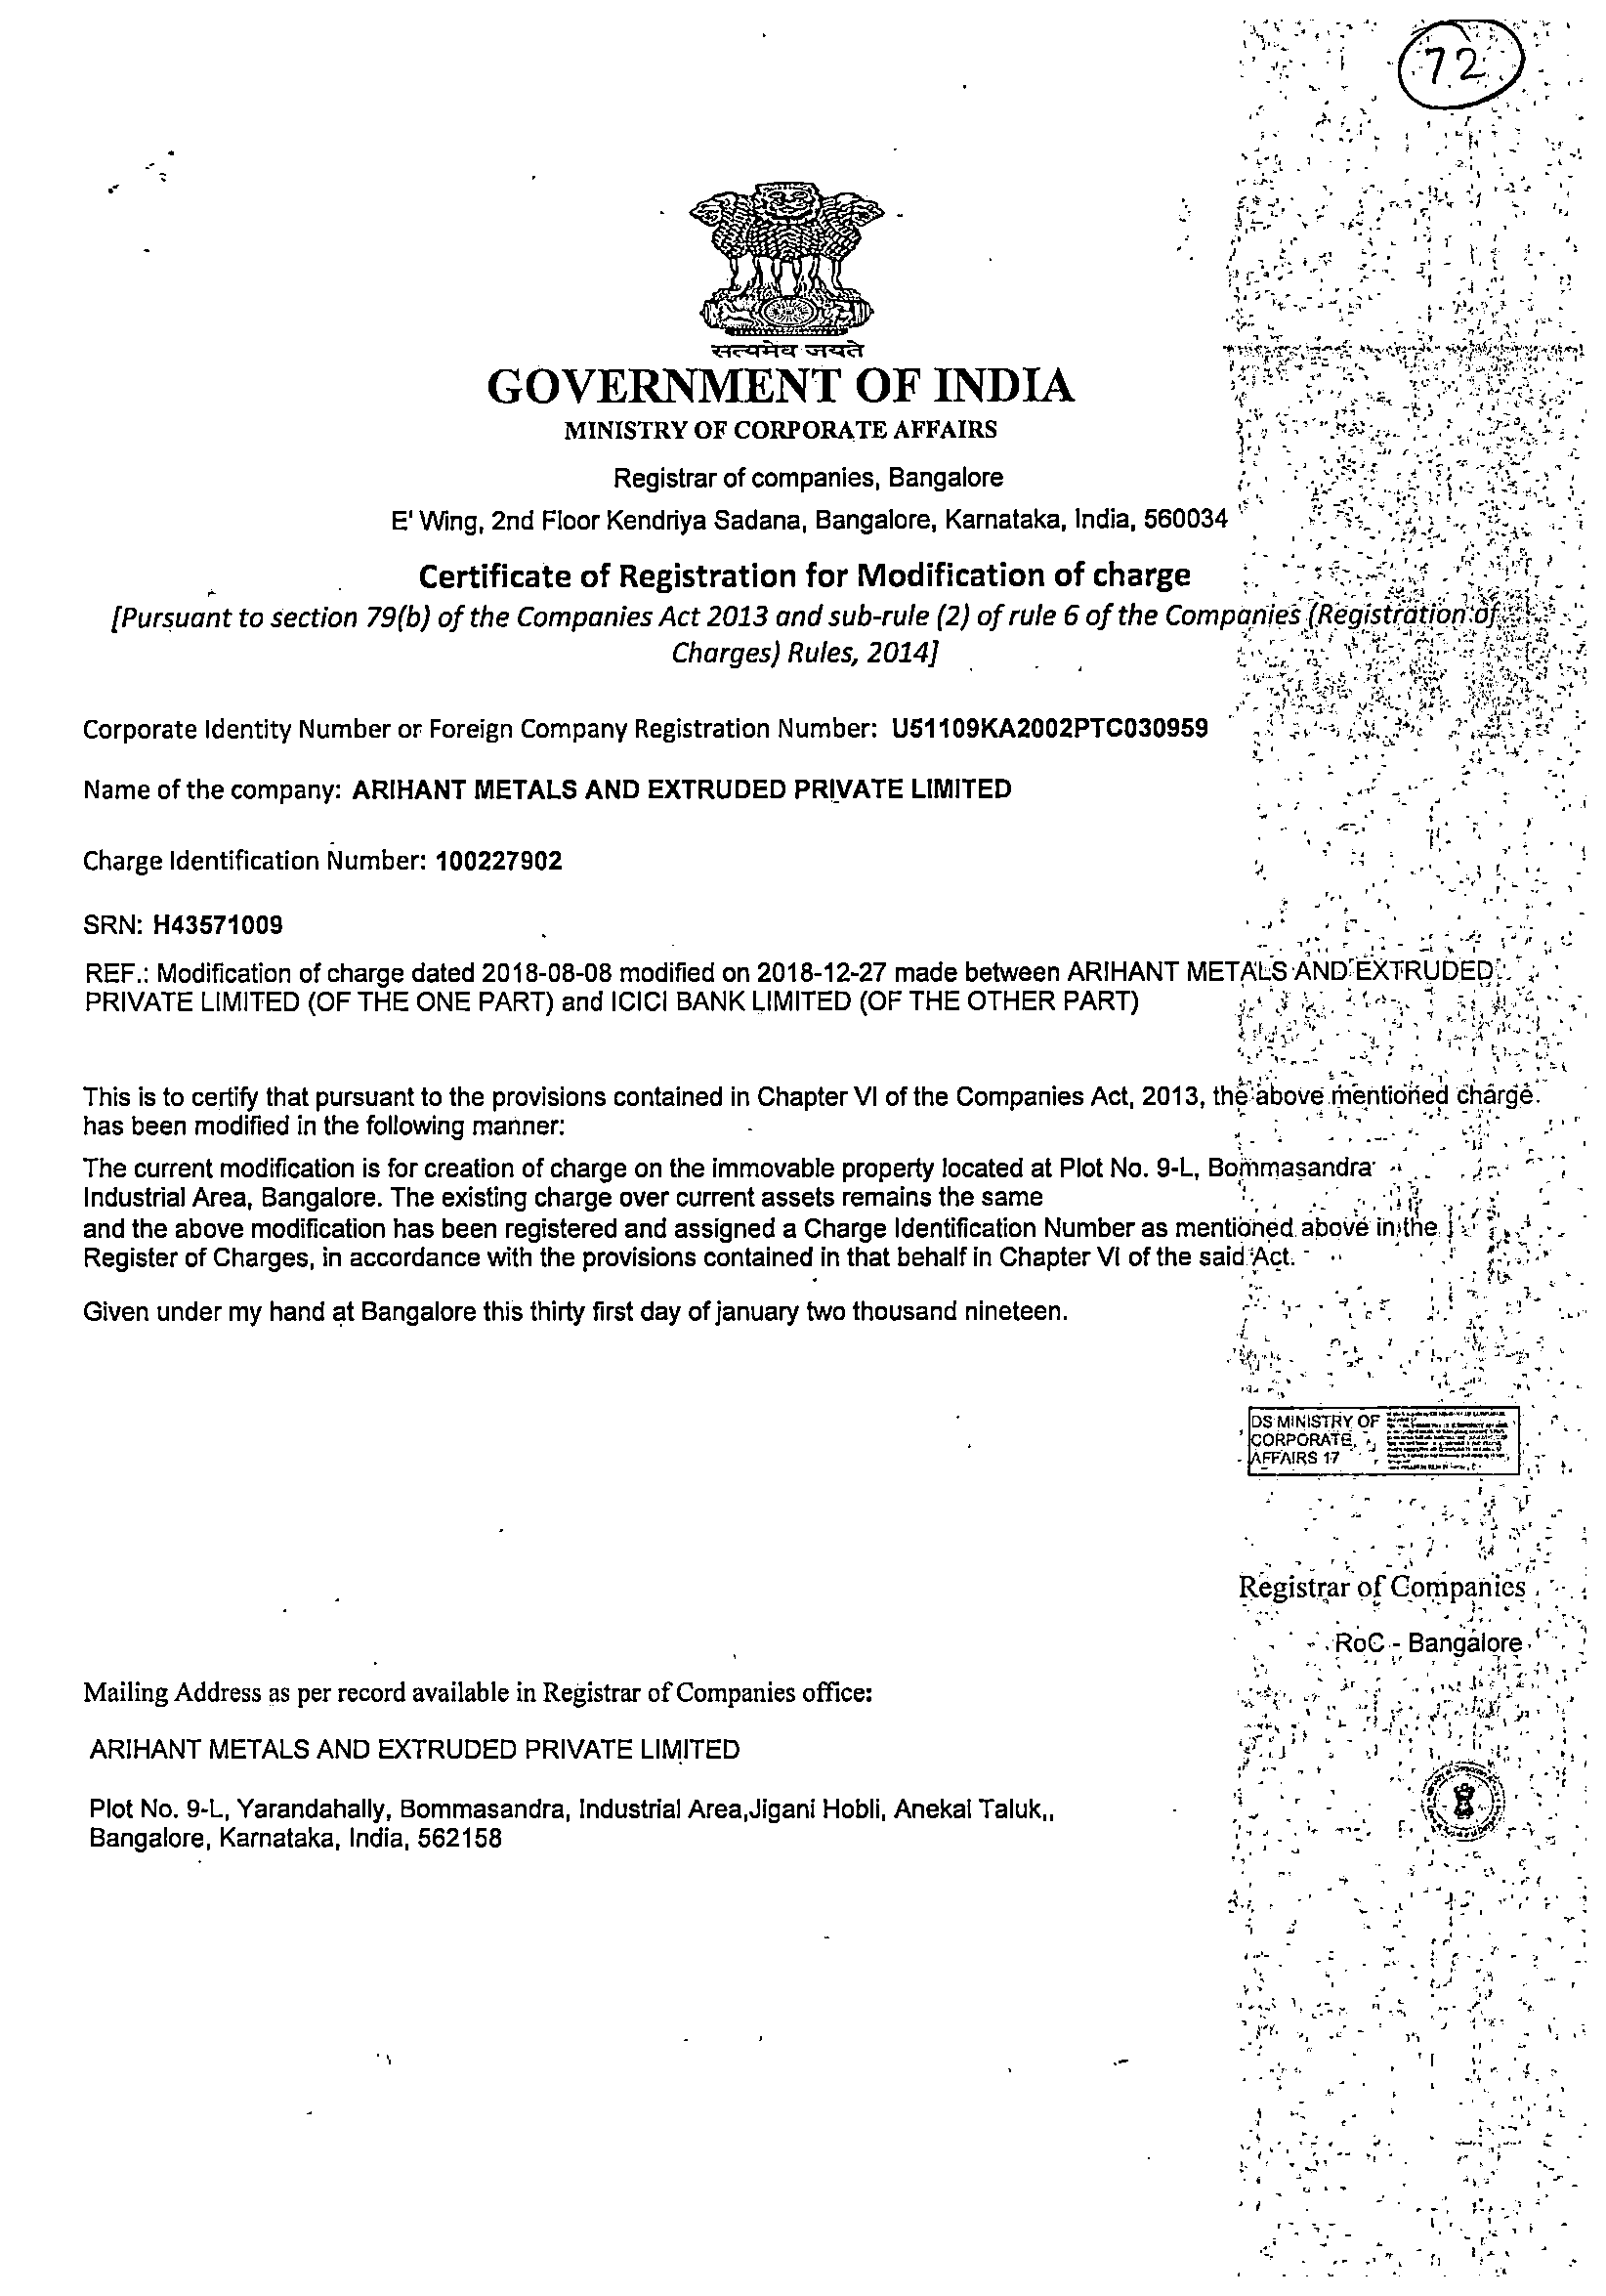 72
सत्यमेव जयते
GOVERNMENT OF INDIA
MINISTRY OF CORPORATE AFFAIRS
Registrar of companies, Bangalore
E' Wing, 2nd Floor Kendriya Sadana, Bangalore, Karnataka, India, 560034
Certificate of Registration for Modification of charge
[Pursuant to section 79(b) of the Companies Act 2013 and sub-rule (2) of rule 6 of the Companies (Registration of
Charges) Rules, 2014]
Corporate Identity Number or Foreign Company Registration Number: U51109KA2002PTC030959
Name of the company: ARIHANT METALS AND EXTRUDED PRIVATE LIMITED
Charge Identification Number: 100227902
SRN: H43571009
REF.: Modification of charge dated 2018-08-08 modified on 2018-12-27 made between ARIHANT METALS AND EXTRUDED
PRIVATE LIMITED (OF THE ONE PART) and ICICI BANK LIMITED (OF THE OTHER PART)
This is to certify that pursuant to the provisions contained in Chapter VI of the Companies Act, 2013, the above mentioned charge
has been modified in the following manner:
The current modification is for creation of charge on the immovable property located at Plot No. 9-L, Bommasandra
Industrial Area, Bangalore. The existing charge over current assets remains the same
and the above modification has been registered and assigned a Charge Identification Number as mentioned above in the
Register of Charges, in accordance with the provisions contained in that behalf in Chapter VI of the said Act.
Given under my hand at Bangalore this thirty first day of january two thousand nineteen.
DS MINISTRY OF
CORPORATE
AFFAIRS 17
Registrar of Companies
RoC - Bangalore
Mailing Address as per record available in Registrar of Companies office:
ARIHANT METALS AND EXTRUDED PRIVATE LIMITED
Plot No. 9-L, Yarandahally, Bommasandra, Industrial Area,Jigani Hobli, Anekal Taluk,,
Bangalore, Karnataka, India, 562158